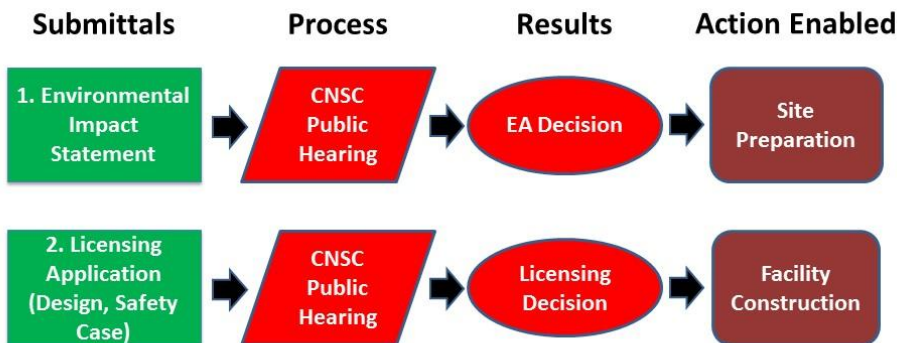 Submittals
Process
Results
Action Enabled
1. Environmental
Impact
Statement
CNSC
Public
Hearing
EA Decision
Site
Preparation
2. Licensing
Application
(Design, Safety
Case)
CNSC
Public
Hearing
Licensing
Decision
Facility
Construction